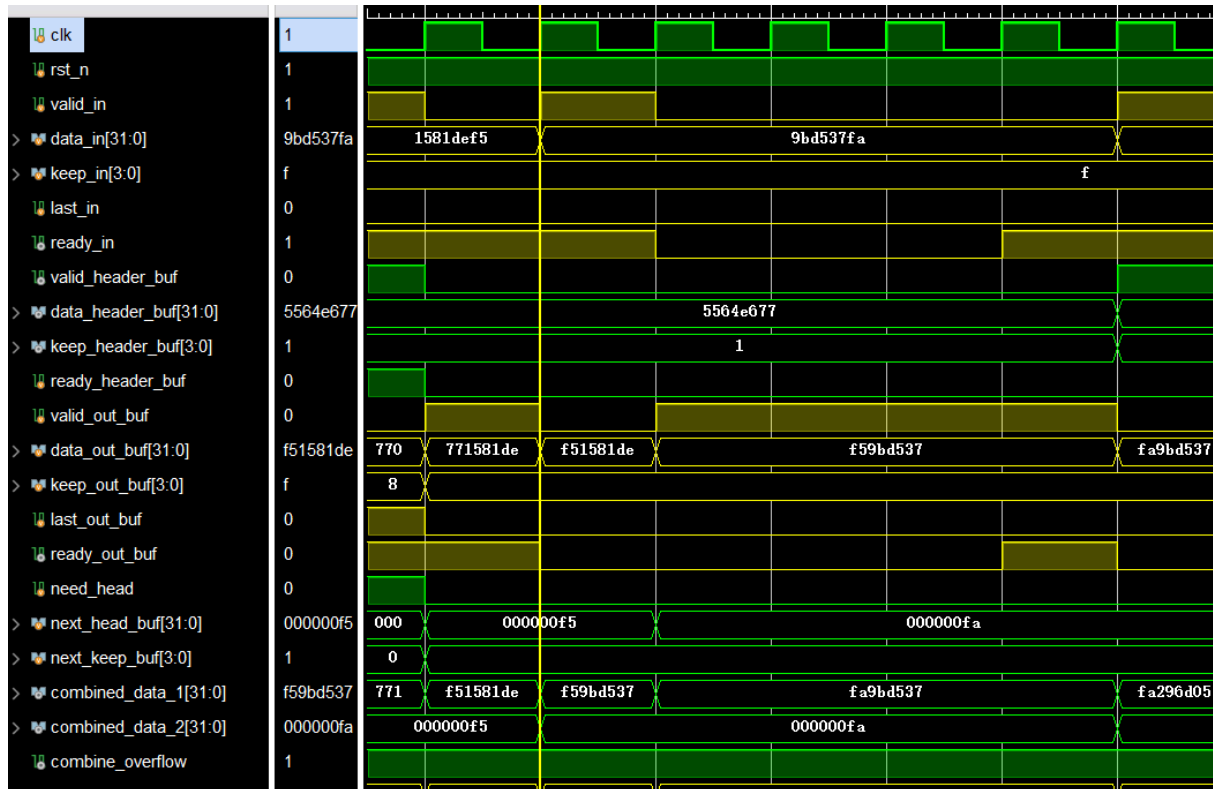 clk 1
rst_n 1
valid_in 1
data_in[31:0] 9bd537fa 1581def5 9bd537fa
keep_in[3:0] f f
last_in 0
ready_in 1
valid_header_buf 0
data_header_buf[31:0] 5564e677 5564e677
keep_header_buf[3:0] 1 1
ready_header_buf 0
valid_out_buf 0
data_out_buf[31:0] f51581de 770 771581de f51581de f59bd537 fa9bd537
keep_out_buf[3:0] f 8
last_out_buf 0
ready_out_buf 0
need_head 0
next_head_buf[31:0] 000000f5 000 000000f5 000000fa
next_keep_buf[3:0] 1 0
combined_data_1[31:0] f59bd537 771 f51581de f59bd537 fa9bd537 fa296d05
combined_data_2[31:0] 000000fa 000000f5 000000fa
combine_overflow 1